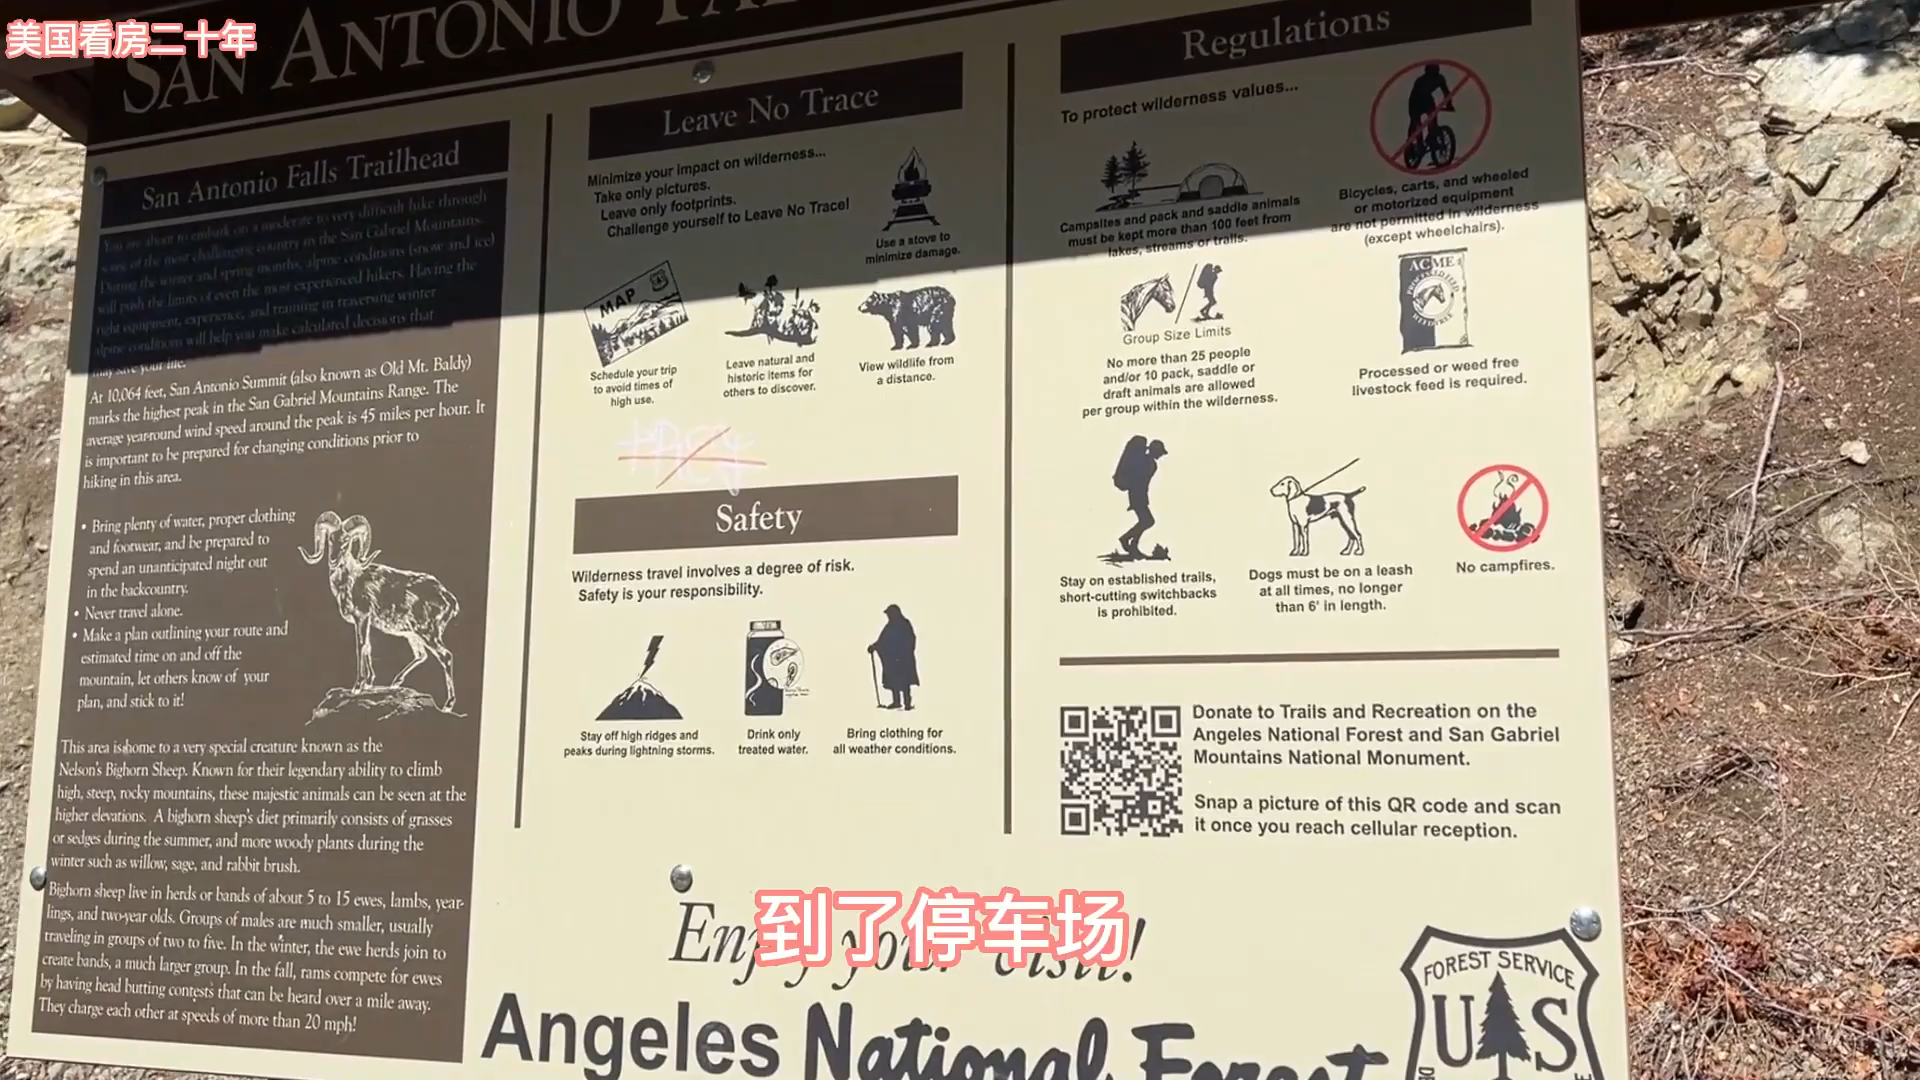 美国看房二十年
SAN ANTONIO
San Antonio Falls Trailhead
You are about to embark on a moderate to very difficult hike through
some of the most challenging country in the San Gabriel Mountains.
During the winter and spring months, alpine conditions (snow and ice)
will push the limits of even the most experienced hikers. Having the
right equipment, experience, and training in traversing winter
alpine conditions will help you make calculated decisions that
may save your life.
At 10,064 feet, San Antonio Summit (also known as Old Mt. Baldy)
marks the highest peak in the San Gabriel Mountains Range. The
average year-round wind speed around the peak is 45 miles per hour. It
is important to be prepared for changing conditions prior to
hiking in this area.
• Bring plenty of water, proper clothing
and footwear, and be prepared to
spend an unanticipated night out
in the backcountry.
• Never travel alone.
• Make a plan outlining your route and
estimated time on and off the
mountain, let others know of your
plan, and stick to it!
This area is home to a very special creature known as the
Nelson's Bighorn Sheep. Known for their legendary ability to climb
high, steep, rocky mountains, these majestic animals can be seen at the
higher elevations. A bighorn sheep's diet primarily consists of grasses
or sedges during the summer, and more woody plants during the
winter such as willow, sage, and rabbit brush.
Bighorn sheep live in herds or bands of about 5 to 15 ewes, lambs, year-
lings, and two-year olds. Groups of males are much smaller, usually
traveling in groups of two to five. In the winter, the ewe herds join to
create bands, a much larger group. In the fall, rams compete for ewes
by having head butting contests that can be heard over a mile away.
They charge each other at speeds of more than 20 mph!
Leave No Trace
Minimize your impact on wilderness...
Take only pictures.
Leave only footprints.
Challenge yourself to Leave No Trace!
Use a stove to
minimize damage.
MAP
Schedule your trip
to avoid times of
high use.
Leave natural and
historic items for
others to discover.
View wildlife from
a distance.
Safety
Wilderness travel involves a degree of risk.
Safety is your responsibility.
Stay off high ridges and
peaks during lightning storms.
Drink only
treated water.
Bring clothing for
all weather conditions.
Regulations
To protect wilderness values...
Campsites and pack and saddle animals
must be kept more than 100 feet from
lakes, streams or trails.
Bicycles, carts, and wheeled
or motorized equipment
are not permitted in wilderness
(except wheelchairs).
Group Size Limits
No more than 25 people
and/or 10 pack, saddle or
draft animals are allowed
per group within the wilderness.
ACME
PROCESSED FEED
WEED FREE
Processed or weed free
livestock feed is required.
Stay on established trails,
short-cutting switchbacks
is prohibited.
Dogs must be on a leash
at all times, no longer
than 6' in length.
No campfires.
Donate to Trails and Recreation on the
Angeles National Forest and San Gabriel
Mountains National Monument.
Snap a picture of this QR code and scan
it once you reach cellular reception.
Enjoy your visit!
到了停车场
Angeles National Forest
FOREST SERVICE
US